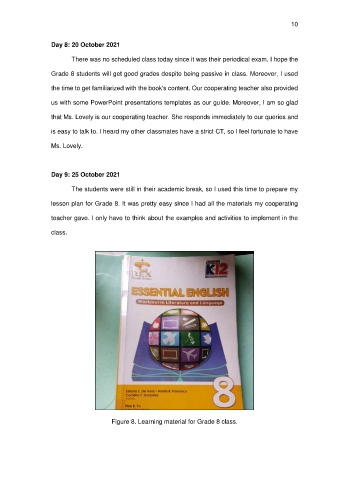 10
Day 8: 20 October 2021
There was no scheduled class today since it was their periodical exam. I hope the
Grade 8 students will get good grades despite being passive in class. Moreover, I used
the time to get familiarized with the book's content. Our cooperating teacher also provided
us with some PowerPoint presentations templates as our guide. Moreover, I am so glad
that Ms. Lovely is our cooperating teacher. She responds immediately to our queries and
is easy to talk to. I heard my other classmates have a strict CT, so I feel fortunate to have
Ms. Lovely.
Day 9: 25 October 2021
The students were still in their academic break, so I used this time to prepare my
lesson plan for Grade 8. It was pretty easy since I had all the materials my cooperating
teacher gave. I only have to think about the examples and activities to implement in the
class.
K12
ESSENTIAL ENGLISH
Worktext in Literature and Language
8
Figure 8. Learning material for Grade 8 class.